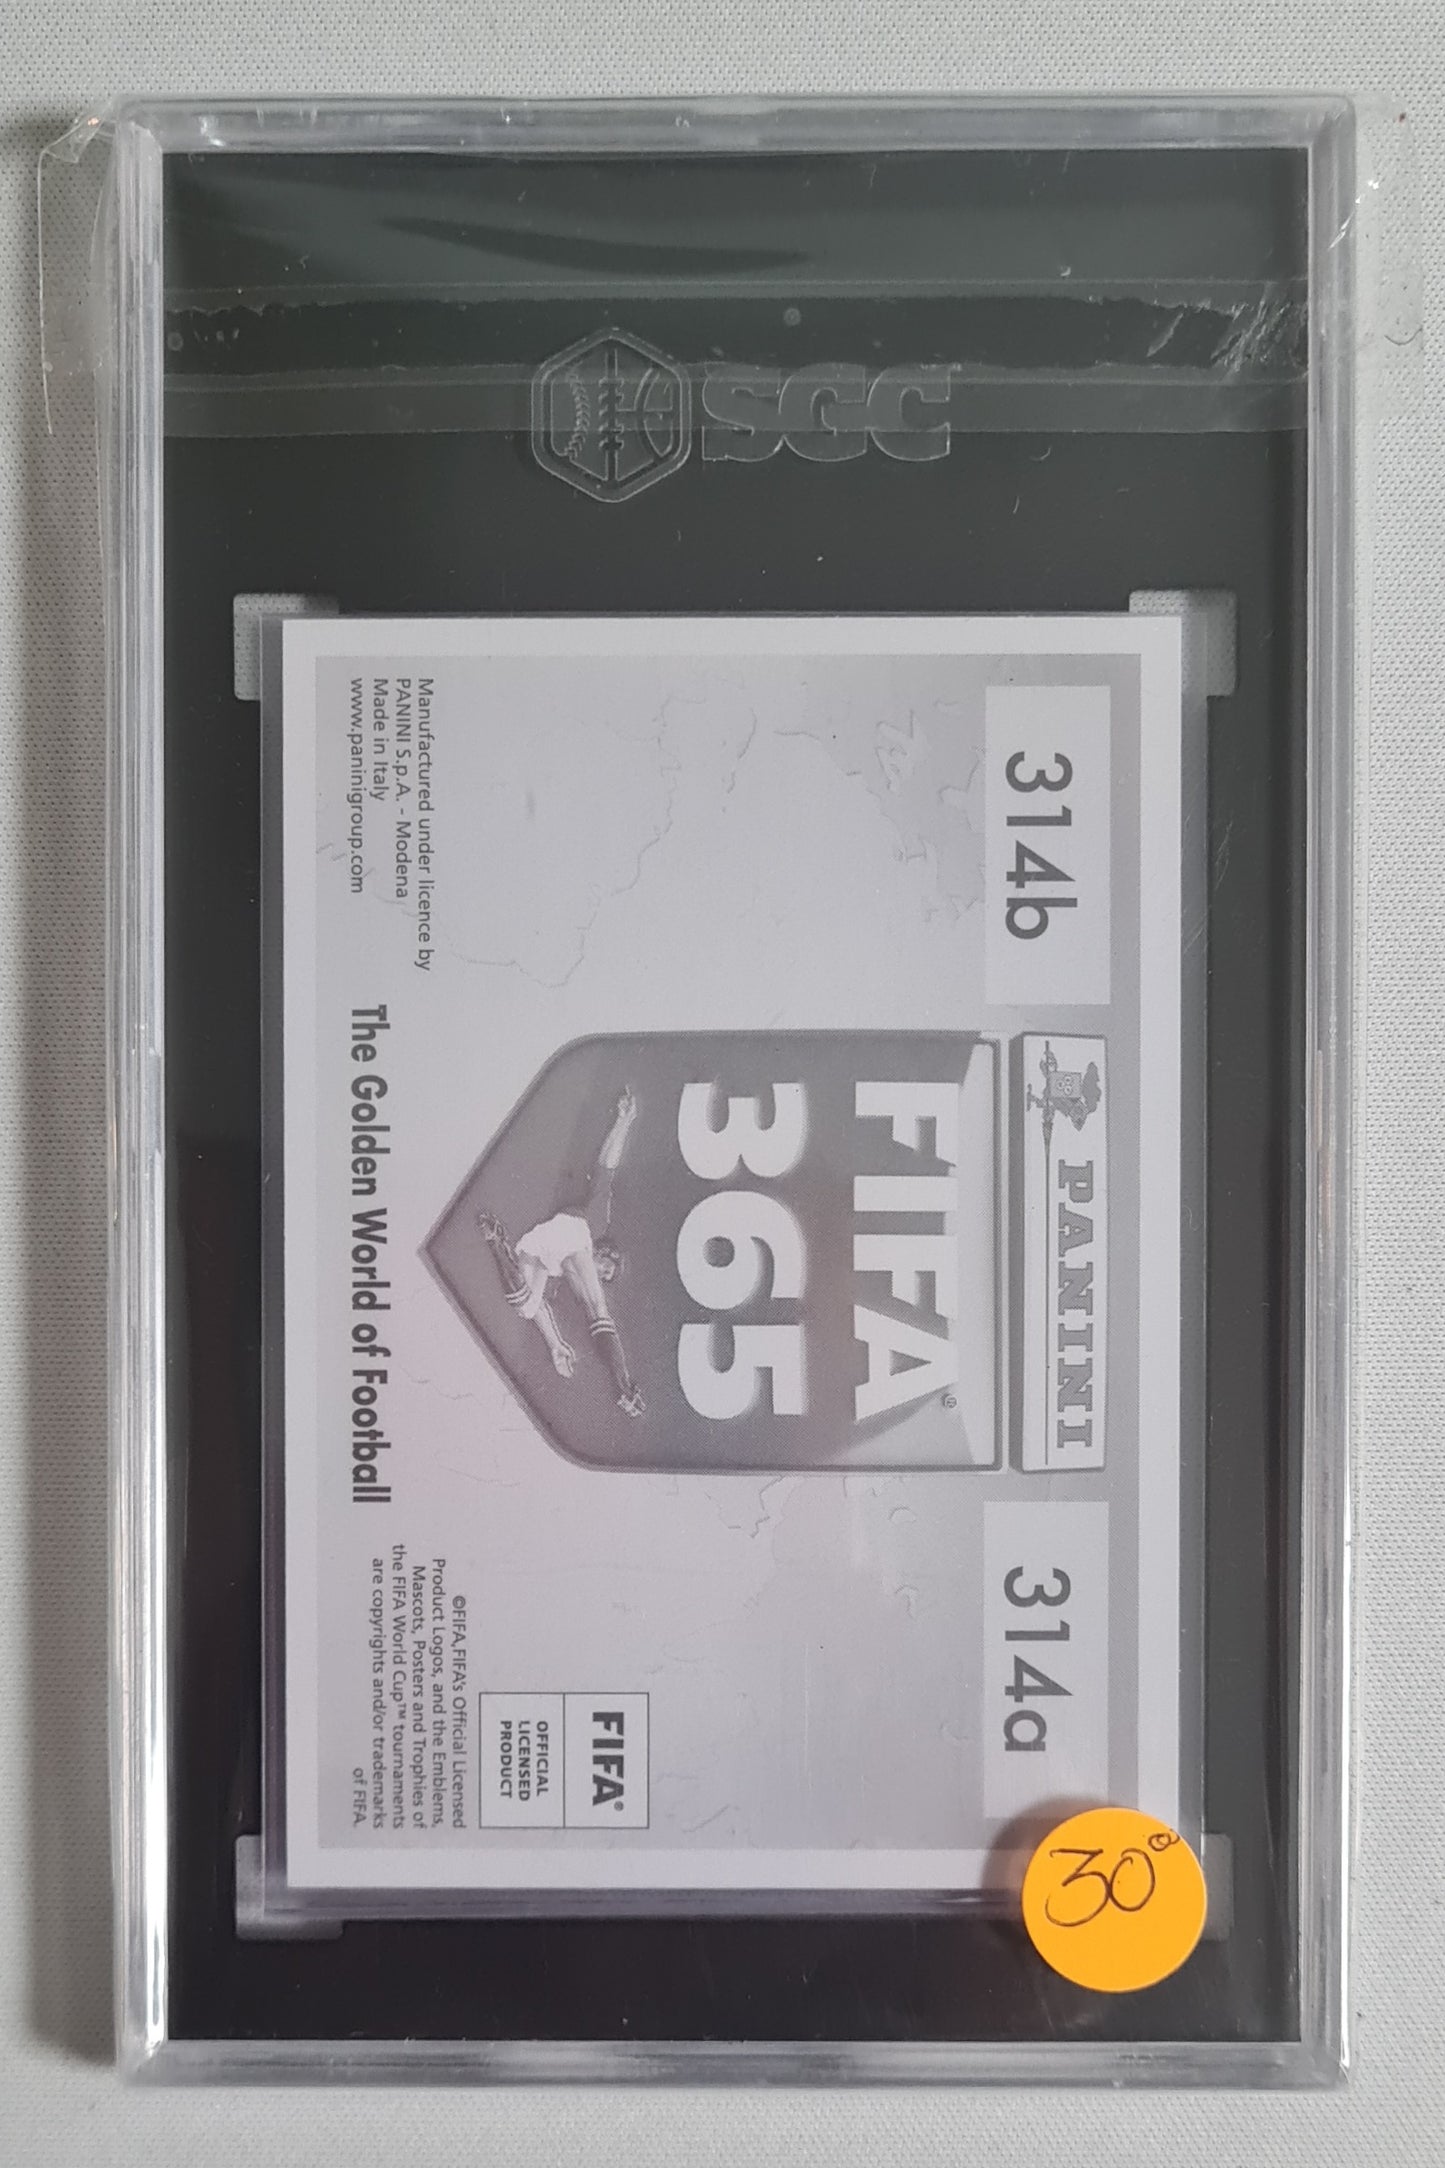 SGC
314b
PANINI
314a
FIFA®
365
Manufactured under licence by
PANINI S.p.A. - Modena
Made in Italy
www.paninigroup.com
The Golden World of Football
FIFA®
OFFICIAL
LICENSED
PRODUCT
©FIFA,FIFA's Official Licensed
Product Logos, and the Emblems,
Mascots, Posters and Trophies of
the FIFA World Cup™ tournaments
are copyrights and/or trademarks
of FIFA.
30